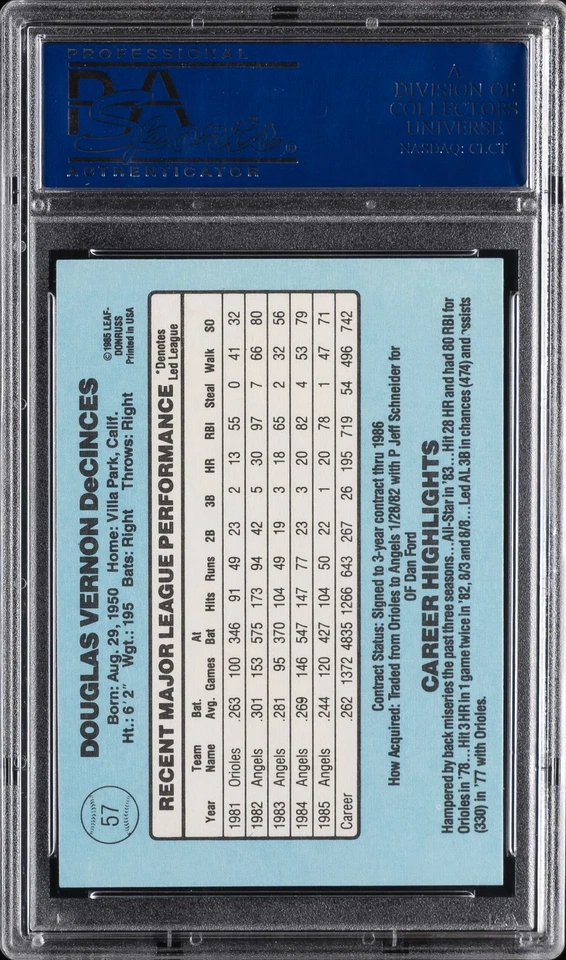 PROFESSIONAL
PSA
AUTHENTICATOR
A
DIVISION OF
COLLECTORS
UNIVERSE
NASDAQ: CLCT
57
DOUGLAS VERNON DeCINCES
Born: Aug. 29, 1950 Home: Villa Park, Calif.
Ht.: 6'2" Wgt.: 195 Bats: Right Throws: Right
©1985 LEAF-
DONRUSS
Printed in USA
RECENT MAJOR LEAGUE PERFORMANCE *Denotes Led League
Year Team Name Bat. Avg. Games At Bat Hits Runs 2B 3B HR RBI Steal Walk SO
1981 Orioles .263 100 346 91 49 23 2 13 55 0 41 32
1982 Angels .301 153 575 173 94 42 5 30 97 7 66 80
1983 Angels .281 95 370 104 49 19 3 18 65 2 32 56
1984 Angels .269 146 547 147 77 23 3 20 82 4 53 79
1985 Angels .244 120 427 104 50 22 1 20 78 1 47 71
Career .262 1372 4835 1266 643 267 26 195 719 54 496 742
Contract Status: Signed to 3-year contract thru 1986
How Acquired: Traded from Orioles to Angels 1/28/82 with P Jeff Schneider for
OF Dan Ford
CAREER HIGHLIGHTS
Hampered by back miseries the past three seasons...All-Star in '83...Hit 28 HR and had 80 RBI for
Orioles in '78...Hit 3 HR in 1 game twice in '82, 8/3 and 8/8...Led AL 3B in chances (474) and assists
(330) in '77 with Orioles.